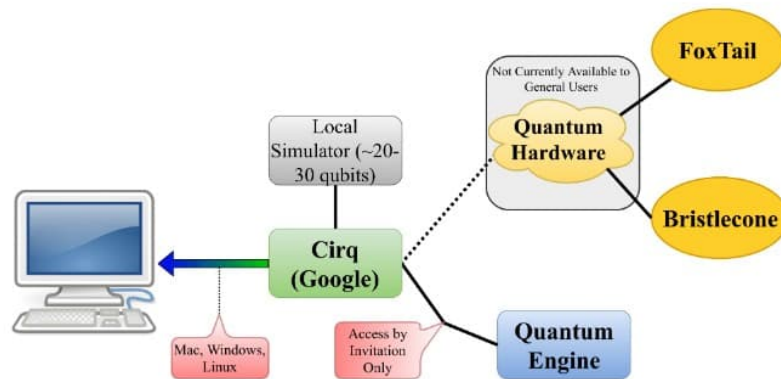 FoxTail
Not Currently Available to
General Users
Quantum
Hardware
Local
Simulator (~20-
30 qubits)
Bristlecone
Cirq
(Google)
Mac, Windows,
Linux
Access by
Invitation
Only
Quantum
Engine